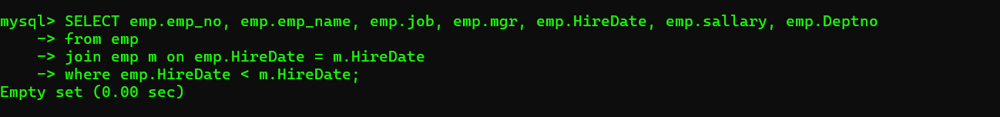 mysql> SELECT emp.emp_no, emp.emp_name, emp.job, emp.mgr, emp.HireDate, emp.sallary, emp.Deptno
    -> from emp
    -> join emp m on emp.HireDate = m.HireDate
    -> where emp.HireDate < m.HireDate;
Empty set (0.00 sec)